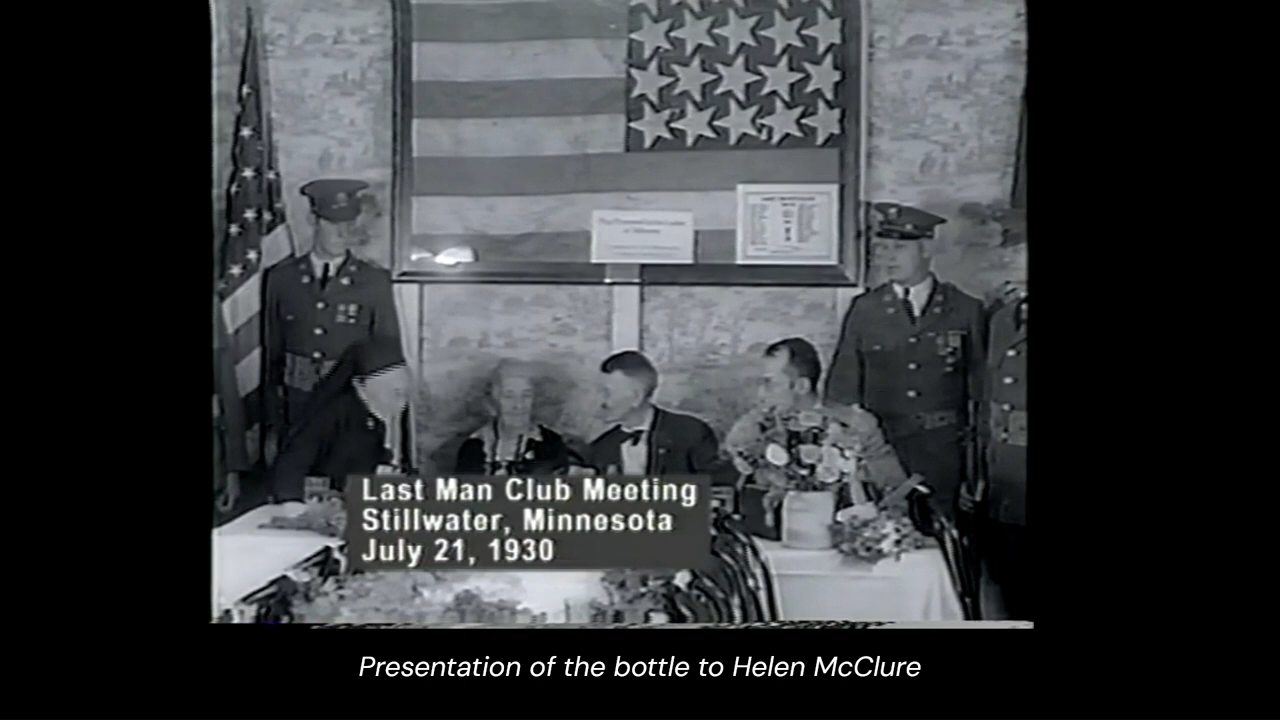 Last Man Club Meeting
Stillwater, Minnesota
July 21, 1930
Presentation of the bottle to Helen McClure